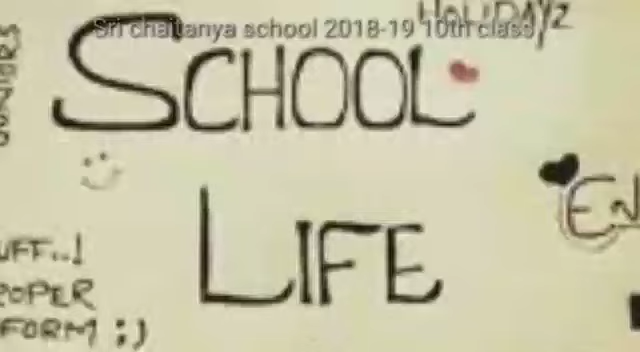 HOLIDAYZ
Sri chaitanya school 2018-19 10th class
SCHOOL
LIFE
UFF..!
ROPER
FORM ;)